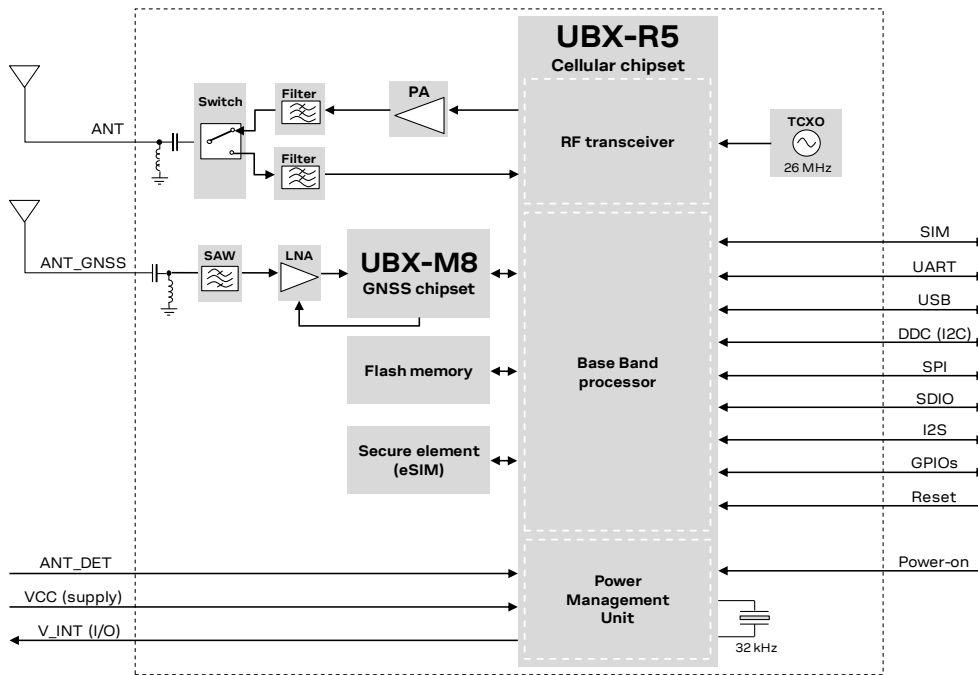 UBX-R5
Cellular chipset
PA
Filter
Switch
ANT
RF transceiver
TCXO
26 MHz
Filter
SIM
ANT_GNSS
SAW
LNA
UBX-M8
GNSS chipset
UART
USB
DDC (I2C)
Flash memory
Base Band
processor
SPI
SDIO
I2S
Secure element
(eSIM)
GPIOs
Reset
ANT_DET
Power-on
VCC (supply)
Power
Management
Unit
V_INT (I/O)
32 kHz